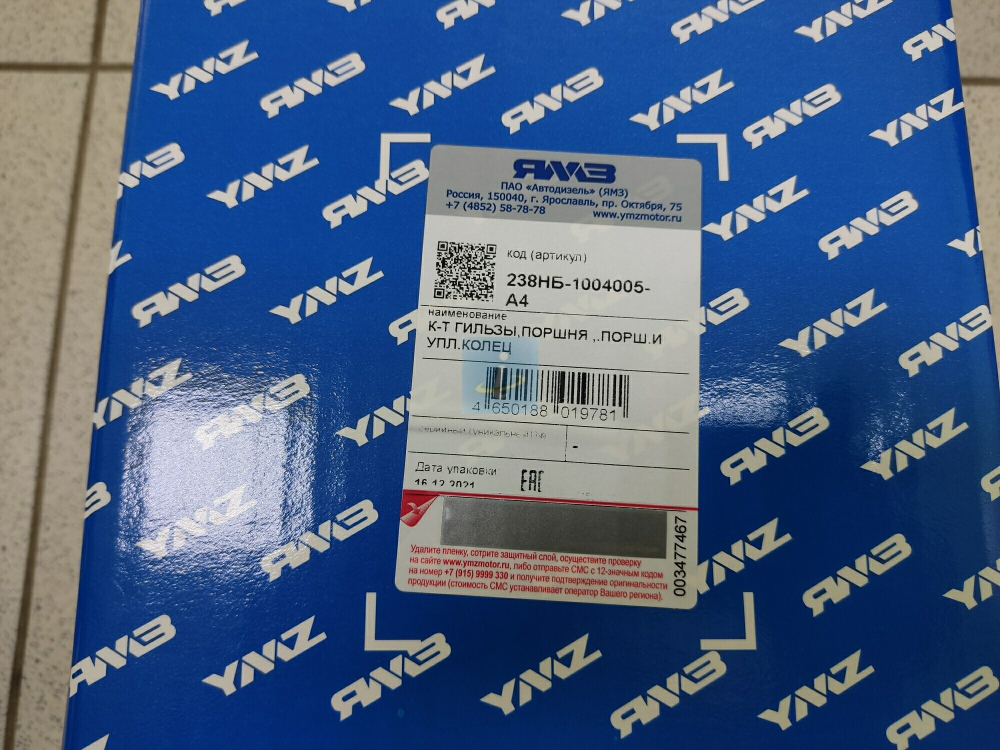 ЯМЗ
ПАО «Автодизель» (ЯМЗ)
Россия, 150040, г. Ярославль, пр. Октября, 75
+7 (4852) 58-78-78 www.ymzmotor.ru
код (артикул)
238НБ-1004005-
А4
наименование
К-Т ГИЛЬЗЫ,ПОРШНЯ ,.ПОРШ.И
УПЛ.КОЛЕЦ
4 650188 019781
-
Дата упаковки
16.12.2021
EAC
003477467
Удалите пленку, сотрите защитный слой, осуществите проверку
на сайте www.ymzmotor.ru, либо отправьте СМС с 12-значным кодом
на номер +7 (915) 9999 330 и получите подтверждение оригинальности
продукции (стоимость СМС устанавливает оператор Вашего региона).
YMZ
ЯМЗ